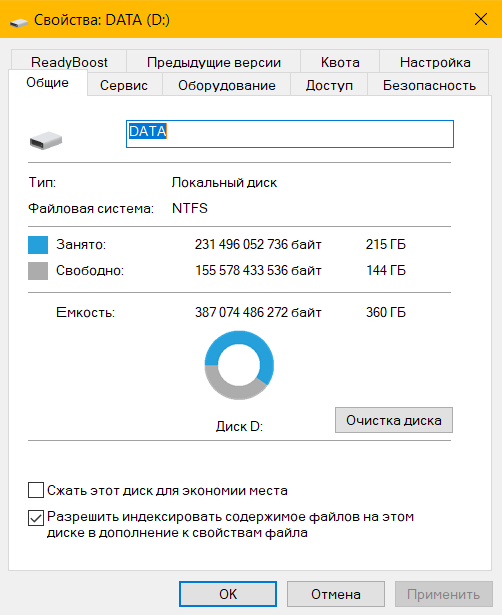 Свойства: DATA (D:)
ReadyBoost Предыдущие версии Квота Настройка
Общие Сервис Оборудование Доступ Безопасность
DATA
Тип: Локальный диск
Файловая система: NTFS
Занято: 231 496 052 736 байт 215 ГБ
Свободно: 155 578 433 536 байт 144 ГБ
Емкость: 387 074 486 272 байт 360 ГБ
Диск D: Очистка диска
Сжать этот диск для экономии места
Разрешить индексировать содержимое файлов на этом
диске в дополнение к свойствам файла
OK Отмена Применить